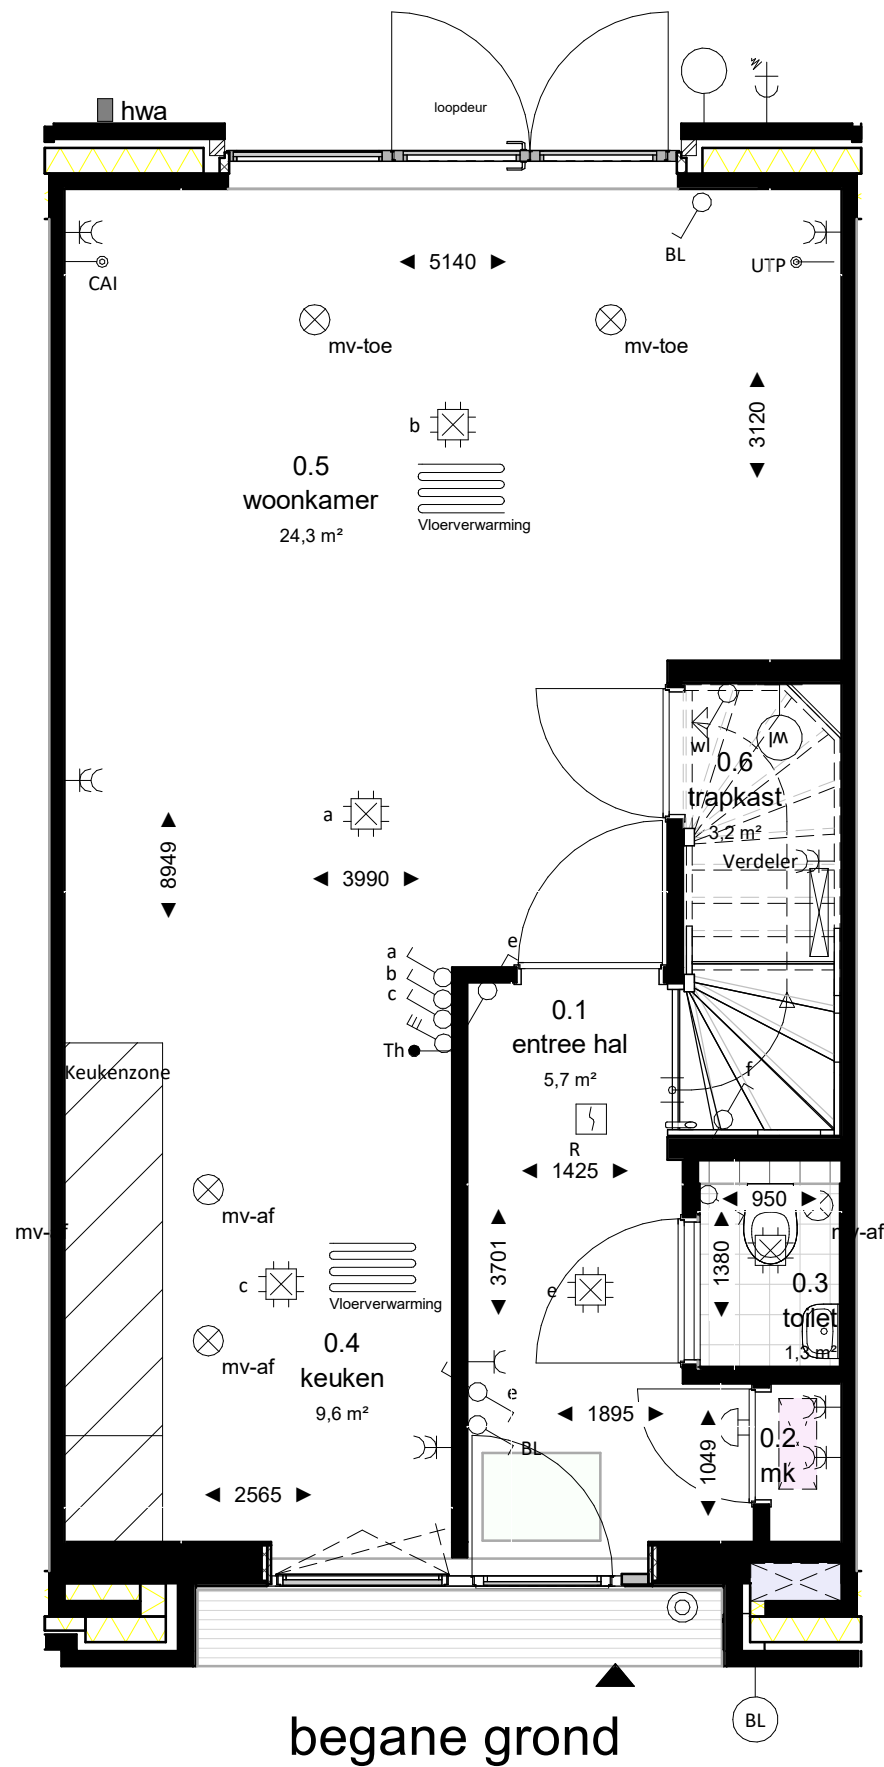 loopdeur
hwa
BL
5140
UTP
CAI
mv-toe
mv-toe
3120
b
0.5
woonkamer
24,3 m²
Vloerverwarming
wl
wl
0.6
trapkast
3,2 m²
a
Verdeler
8949
3990
e
a
b
c
Th
0.1
entree hal
5,7 m²
Keukenzone
f
R
1425
950
mv-af
mv-af
mv-af
3701
1380
c
e
0.3
toilet
1,3 m²
Vloerverwarming
0.4
keuken
9,6 m²
mv-af
e
1895
BL
1049
0.2
mk
2565
BL
begane grond